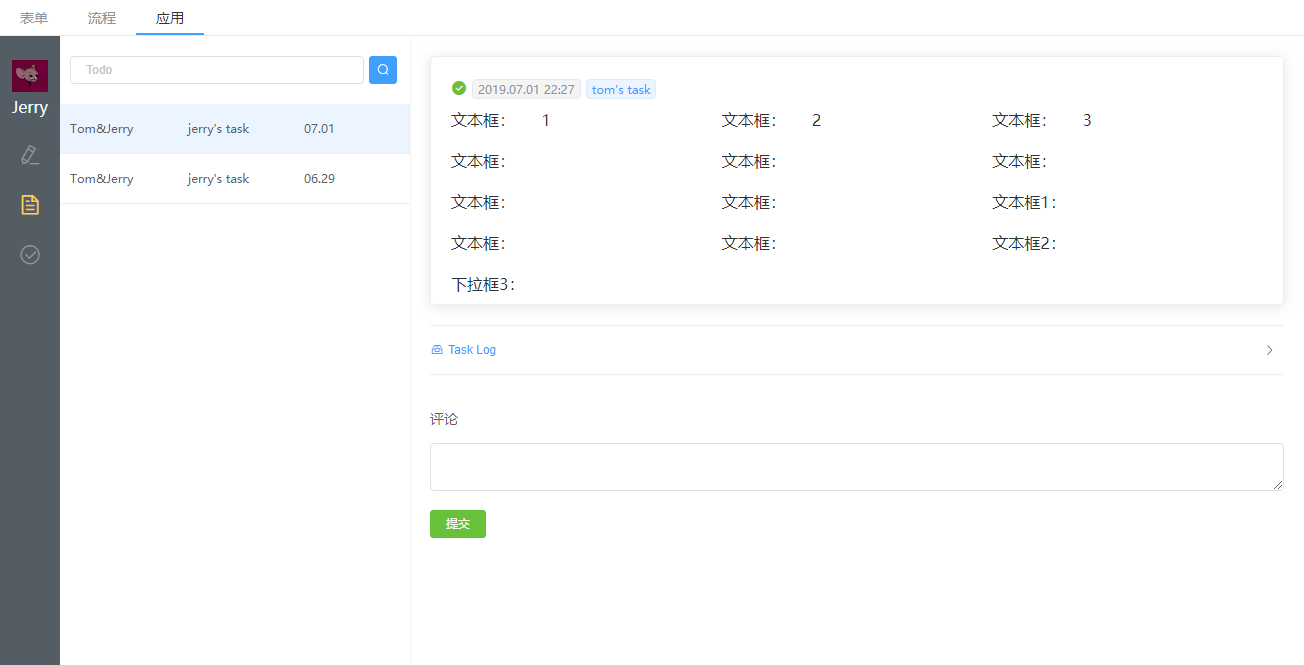 表单 流程 应用
Jerry
Todo
Tom&Jerry jerry's task 07.01
Tom&Jerry jerry's task 06.29
2019.07.01 22:27 tom's task
文本框: 1 文本框: 2 文本框: 3
文本框: 文本框: 文本框:
文本框: 文本框: 文本框1:
文本框: 文本框: 文本框2:
下拉框3:
Task Log
评论
提交